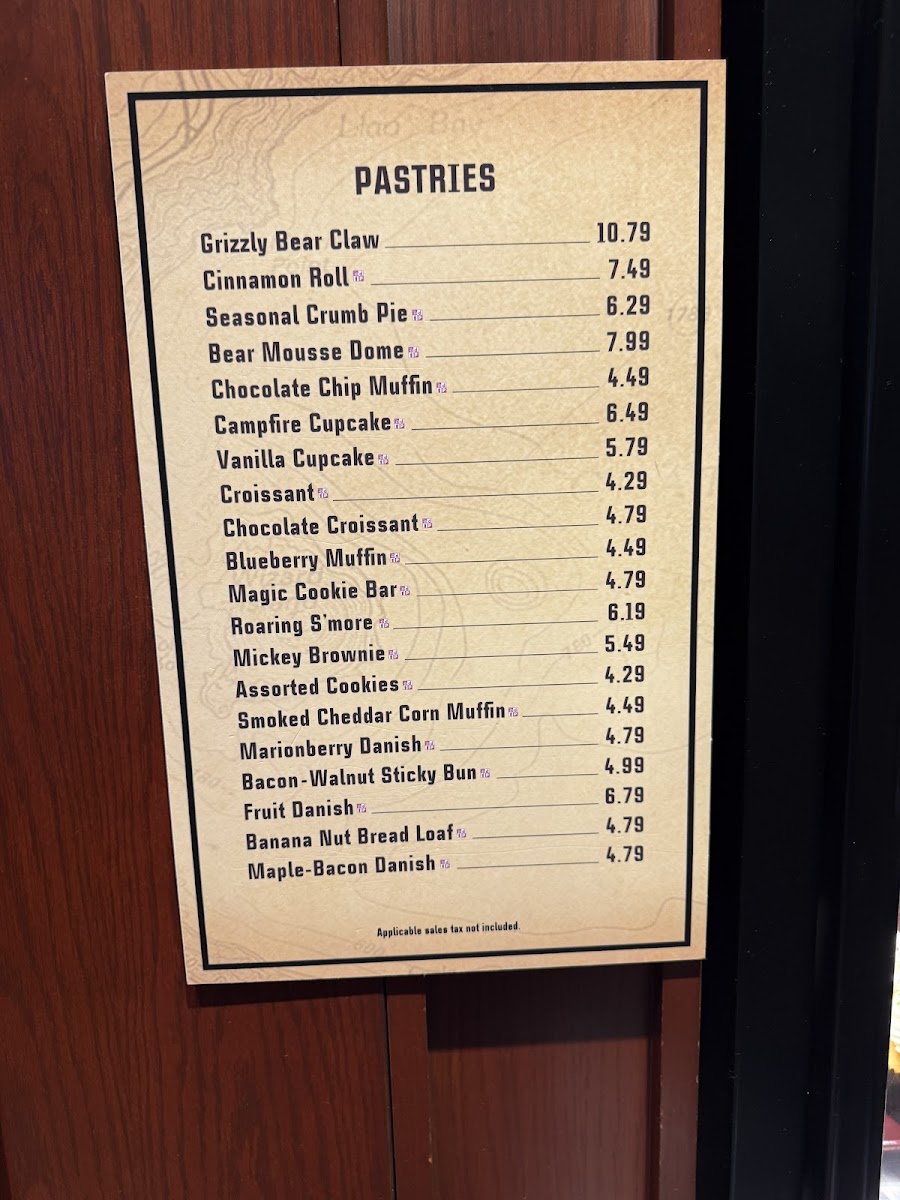 Llao Bay
PASTRIES
Grizzly Bear Claw 10.79
Cinnamon Roll 7.49
Seasonal Crumb Pie 6.29
Bear Mousse Dome 7.99
Chocolate Chip Muffin 4.49
Campfire Cupcake 6.49
Vanilla Cupcake 5.79
Croissant 4.29
Chocolate Croissant 4.79
Blueberry Muffin 4.49
Magic Cookie Bar 4.79
Roaring S'more 6.19
Mickey Brownie 5.49
Assorted Cookies 4.29
Smoked Cheddar Corn Muffin 4.49
Marionberry Danish 4.79
Bacon-Walnut Sticky Bun 4.99
Fruit Danish 6.79
Banana Nut Bread Loaf 4.79
Maple-Bacon Danish 4.79
Applicable sales tax not included.